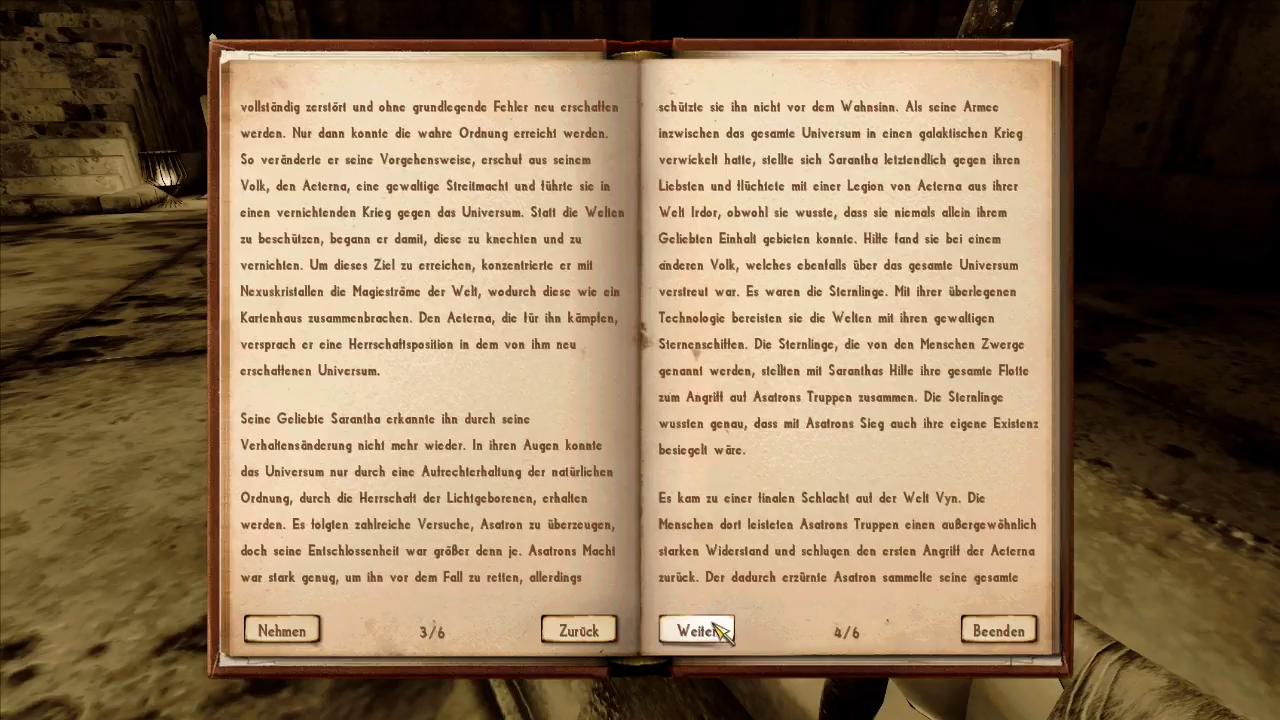 vollständig zerstört und ohne grundlegende Fehler neu erschaffen
werden. Nur dann konnte die wahre Ordnung erreicht werden.
So veränderte er seine Vorgehensweise, erschuf aus seinem
Volk, den Aeterna, eine gewaltige Streitmacht und führte sie in
einen vernichtenden Krieg gegen das Universum. Statt die Welten
zu beschützen, begann er damit, diese zu knechten und zu
vernichten. Um dieses Ziel zu erreichen, konzentrierte er mit
Nexuskristallen die Magieströme der Welt, wodurch diese wie ein
Kartenhaus zusammenbrachen. Den Aeterna, die für ihn kämpften,
versprach er eine Herrschaftsposition in dem von ihm neu
erschaffenen Universum.
Seine Geliebte Sarantha erkannte ihn durch seine
Verhaltensänderung nicht mehr wieder. In ihren Augen konnte
das Universum nur durch eine Aufrechterhaltung der natürlichen
Ordnung, durch die Herrschaft der Lichtgeborenen, erhalten
werden. Es folgten zahlreiche Versuche, Asatron zu überzeugen,
doch seine Entschlossenheit war größer denn je. Asatrons Macht
war stark genug, um ihn vor dem Fall zu retten, allerdings
Nehmen
3/6
Zurück
schützte sie ihn nicht vor dem Wahnsinn. Als seine Armee
inzwischen das gesamte Universum in einen galaktischen Krieg
verwickelt hatte, stellte sich Sarantha letztendlich gegen ihren
Liebsten und flüchtete mit einer Legion von Aeterna aus ihrer
Welt Irdor, obwohl sie wusste, dass sie niemals allein ihrem
Geliebten Einhalt gebieten konnte. Hilfe fand sie bei einem
anderen Volk, welches ebenfalls über das gesamte Universum
verstreut war. Es waren die Sternlinge. Mit ihrer überlegenen
Technologie bereisten sie die Welten mit ihren gewaltigen
Sternenschiffen. Die Sternlinge, die von den Menschen Zwerge
genannt werden, stellten mit Saranthas Hilfe ihre gesamte Flotte
zum Angriff auf Asatrons Truppen zusammen. Die Sternlinge
wussten genau, dass mit Asatrons Sieg auch ihre eigene Existenz
besiegelt wäre.
Es kam zu einer finalen Schlacht auf der Welt Vyn. Die
Menschen dort leisteten Asatrons Truppen einen außergewöhnlich
starken Widerstand und schlugen den ersten Angriff der Aeterna
zurück. Der dadurch erzürnte Asatron sammelte seine gesamte
Weiter
4/6
Beenden